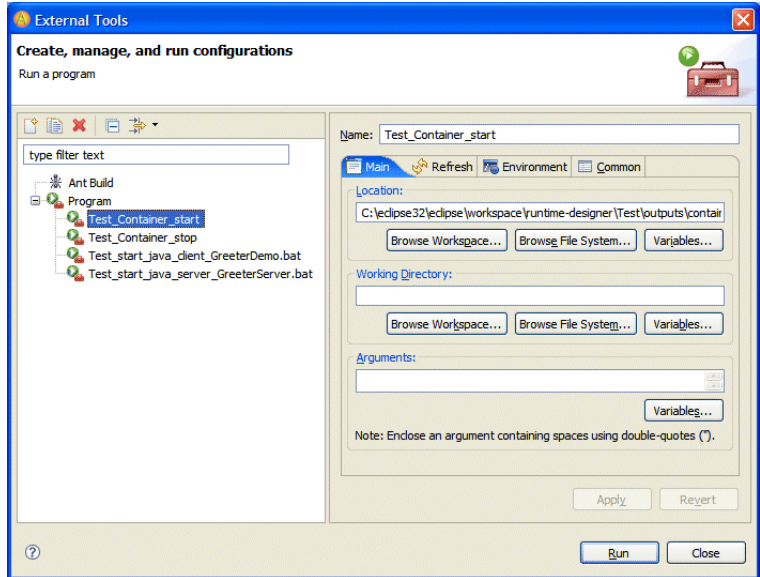 External Tools
Create, manage, and run configurations
Run a program
type filter text
Ant Build
Program
Test_Container_start
Test_Container_stop
Test_start_java_client_GreeterDemo.bat
Test_start_java_server_GreeterServer.bat
Name: Test_Container_start
Main Refresh Environment Common
Location:
C:\eclipse32\eclipse\workspace\runtime-designer\Test\outputs\contair
Browse Workspace... Browse File System... Variables...
Working Directory:
Browse Workspace... Browse File System... Variables...
Arguments:
Variables...
Note: Enclose an argument containing spaces using double-quotes (").
Apply Revert
? Run Close